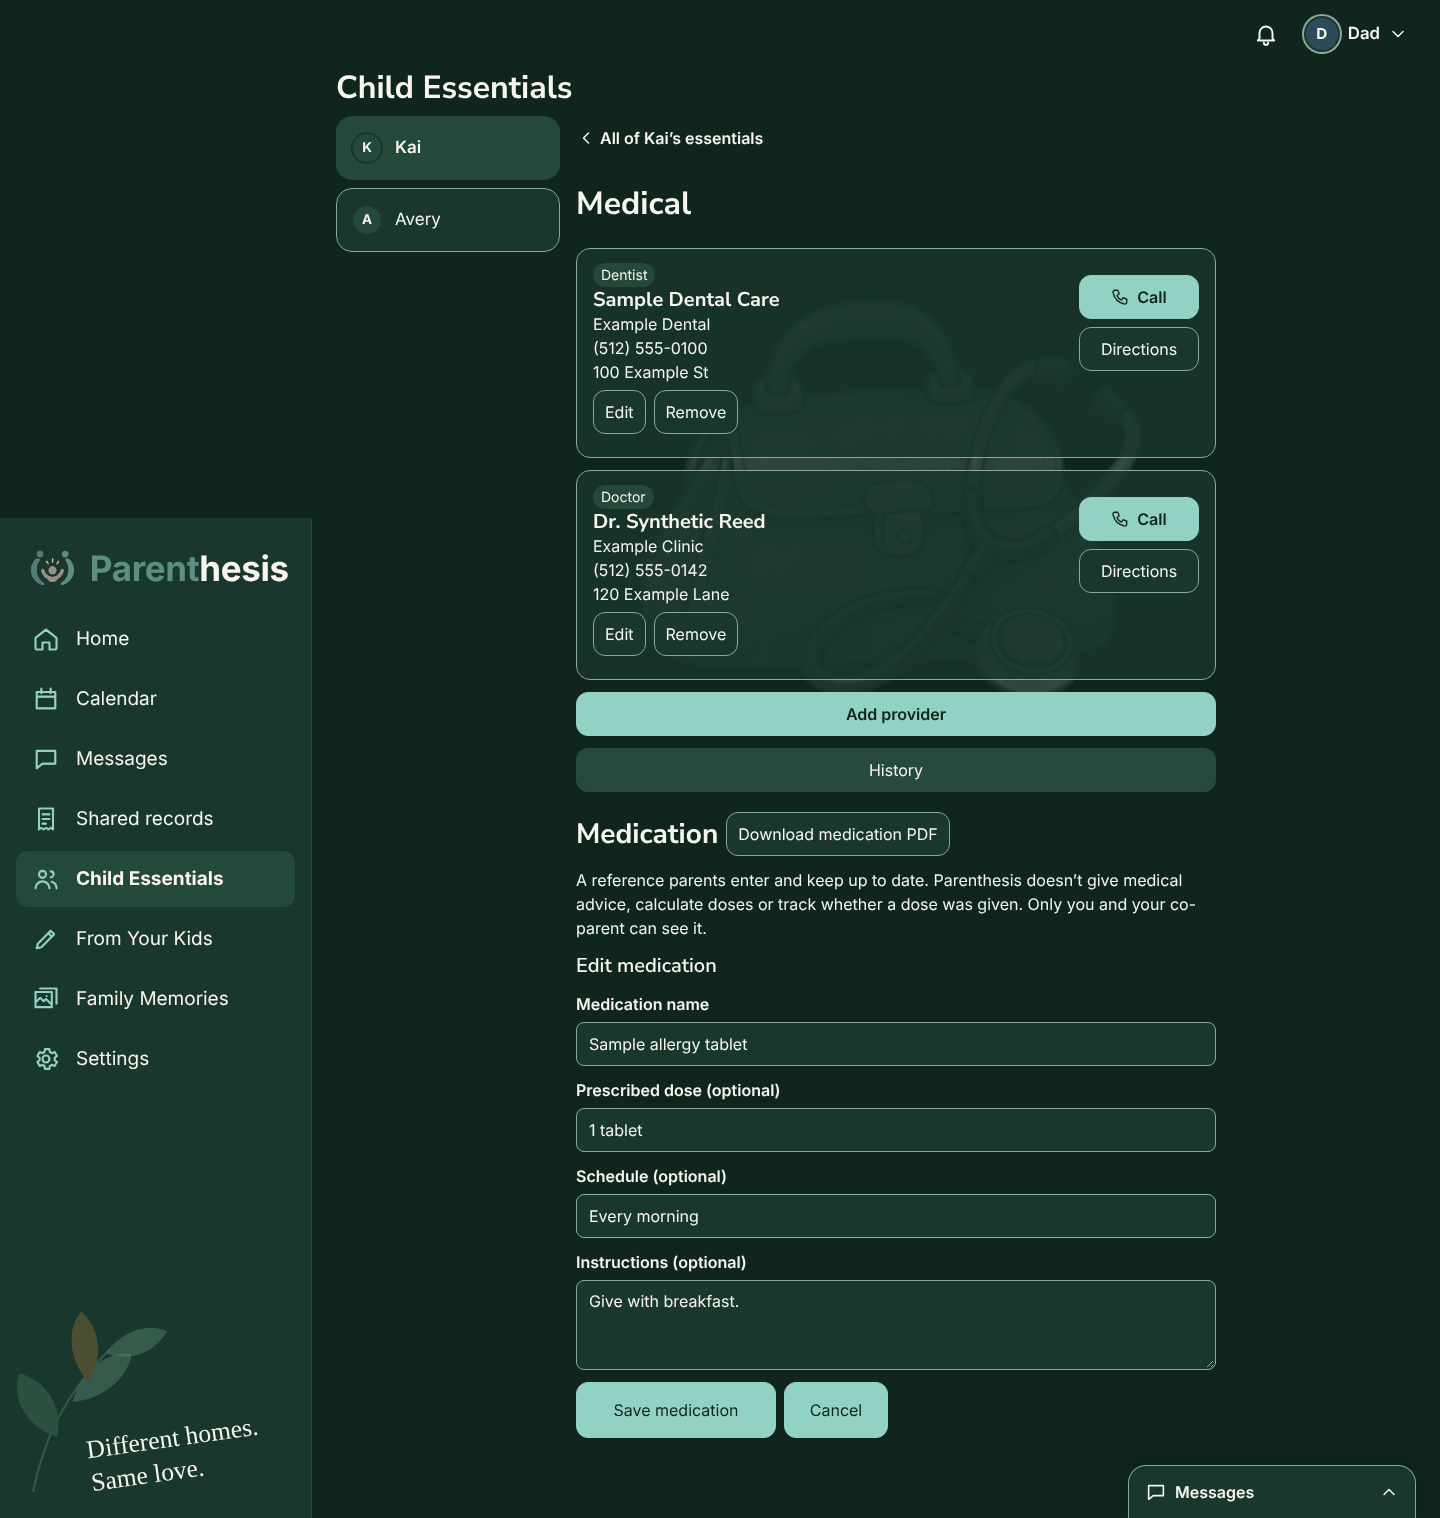 D Dad
Child Essentials
K Kai
A Avery
All of Kai’s essentials
Medical
Dentist
Sample Dental Care
Example Dental
(512) 555-0100
100 Example St
Edit Remove
Call
Directions
Doctor
Dr. Synthetic Reed
Example Clinic
(512) 555-0142
120 Example Lane
Edit Remove
Call
Directions
Add provider
History
Medication Download medication PDF
A reference parents enter and keep up to date. Parenthesis doesn’t give medical
advice, calculate doses or track whether a dose was given. Only you and your co-
parent can see it.
Edit medication
Medication name
Sample allergy tablet
Prescribed dose (optional)
1 tablet
Schedule (optional)
Every morning
Instructions (optional)
Give with breakfast.
Save medication Cancel
Parenthesis
Home
Calendar
Messages
Shared records
Child Essentials
From Your Kids
Family Memories
Settings
Different homes.
Same love.
Messages